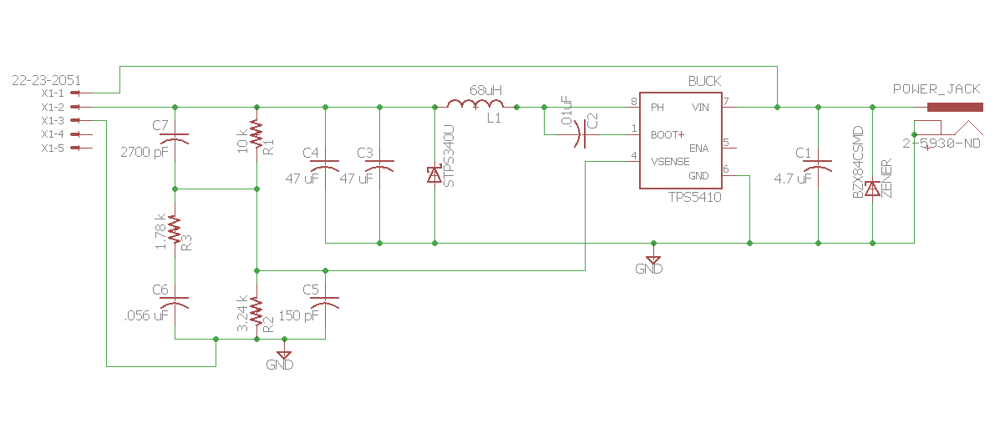 BUCK
POWER_JACK
22-23-2051
X1-1
X1-2
X1-3
X1-4
X1-5
68uH
L1
.01uF
C2
8
PH
VIN
7
1
BOOT+
ENA
5
4
VSENSE
GND
6
TPS5410
C7
2700 pF
10 k
R1
C4
47 uF
C3
47 uF
STPS340U
C1
4.7 uF
BZX84CSMD
ZENER
2-5930-ND
1.78 k
R3
GND
C6
.056 uF
3.24 k
R2
C5
150 pF
GND